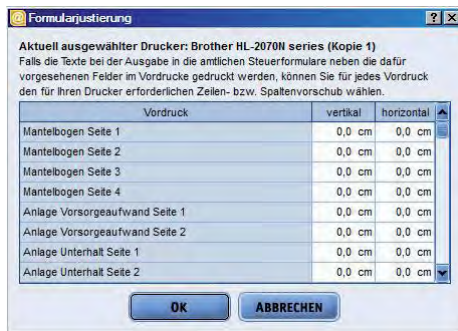 Formularjustierung
Aktuell ausgewählter Drucker: Brother HL-2070N series (Kopie 1)
Falls die Texte bei der Ausgabe in die amtlichen Steuerformulare neben die dafür
vorgesehenen Felder im Vordrucke gedruckt werden, können Sie für jedes Vordruck
den für Ihren Drucker erforderlichen Zeilen- bzw. Spaltenvorschub wählen.
Vordruck vertikal horizontal
Mantelbogen Seite 1 0,0 cm 0,0 cm
Mantelbogen Seite 2 0,0 cm 0,0 cm
Mantelbogen Seite 3 0,0 cm 0,0 cm
Mantelbogen Seite 4 0,0 cm 0,0 cm
Anlage Vorsorgeaufwand Seite 1 0,0 cm 0,0 cm
Anlage Vorsorgeaufwand Seite 2 0,0 cm 0,0 cm
Anlage Unterhalt Seite 1 0,0 cm 0,0 cm
Anlage Unterhalt Seite 2 0,0 cm 0,0 cm
OK ABBRECHEN